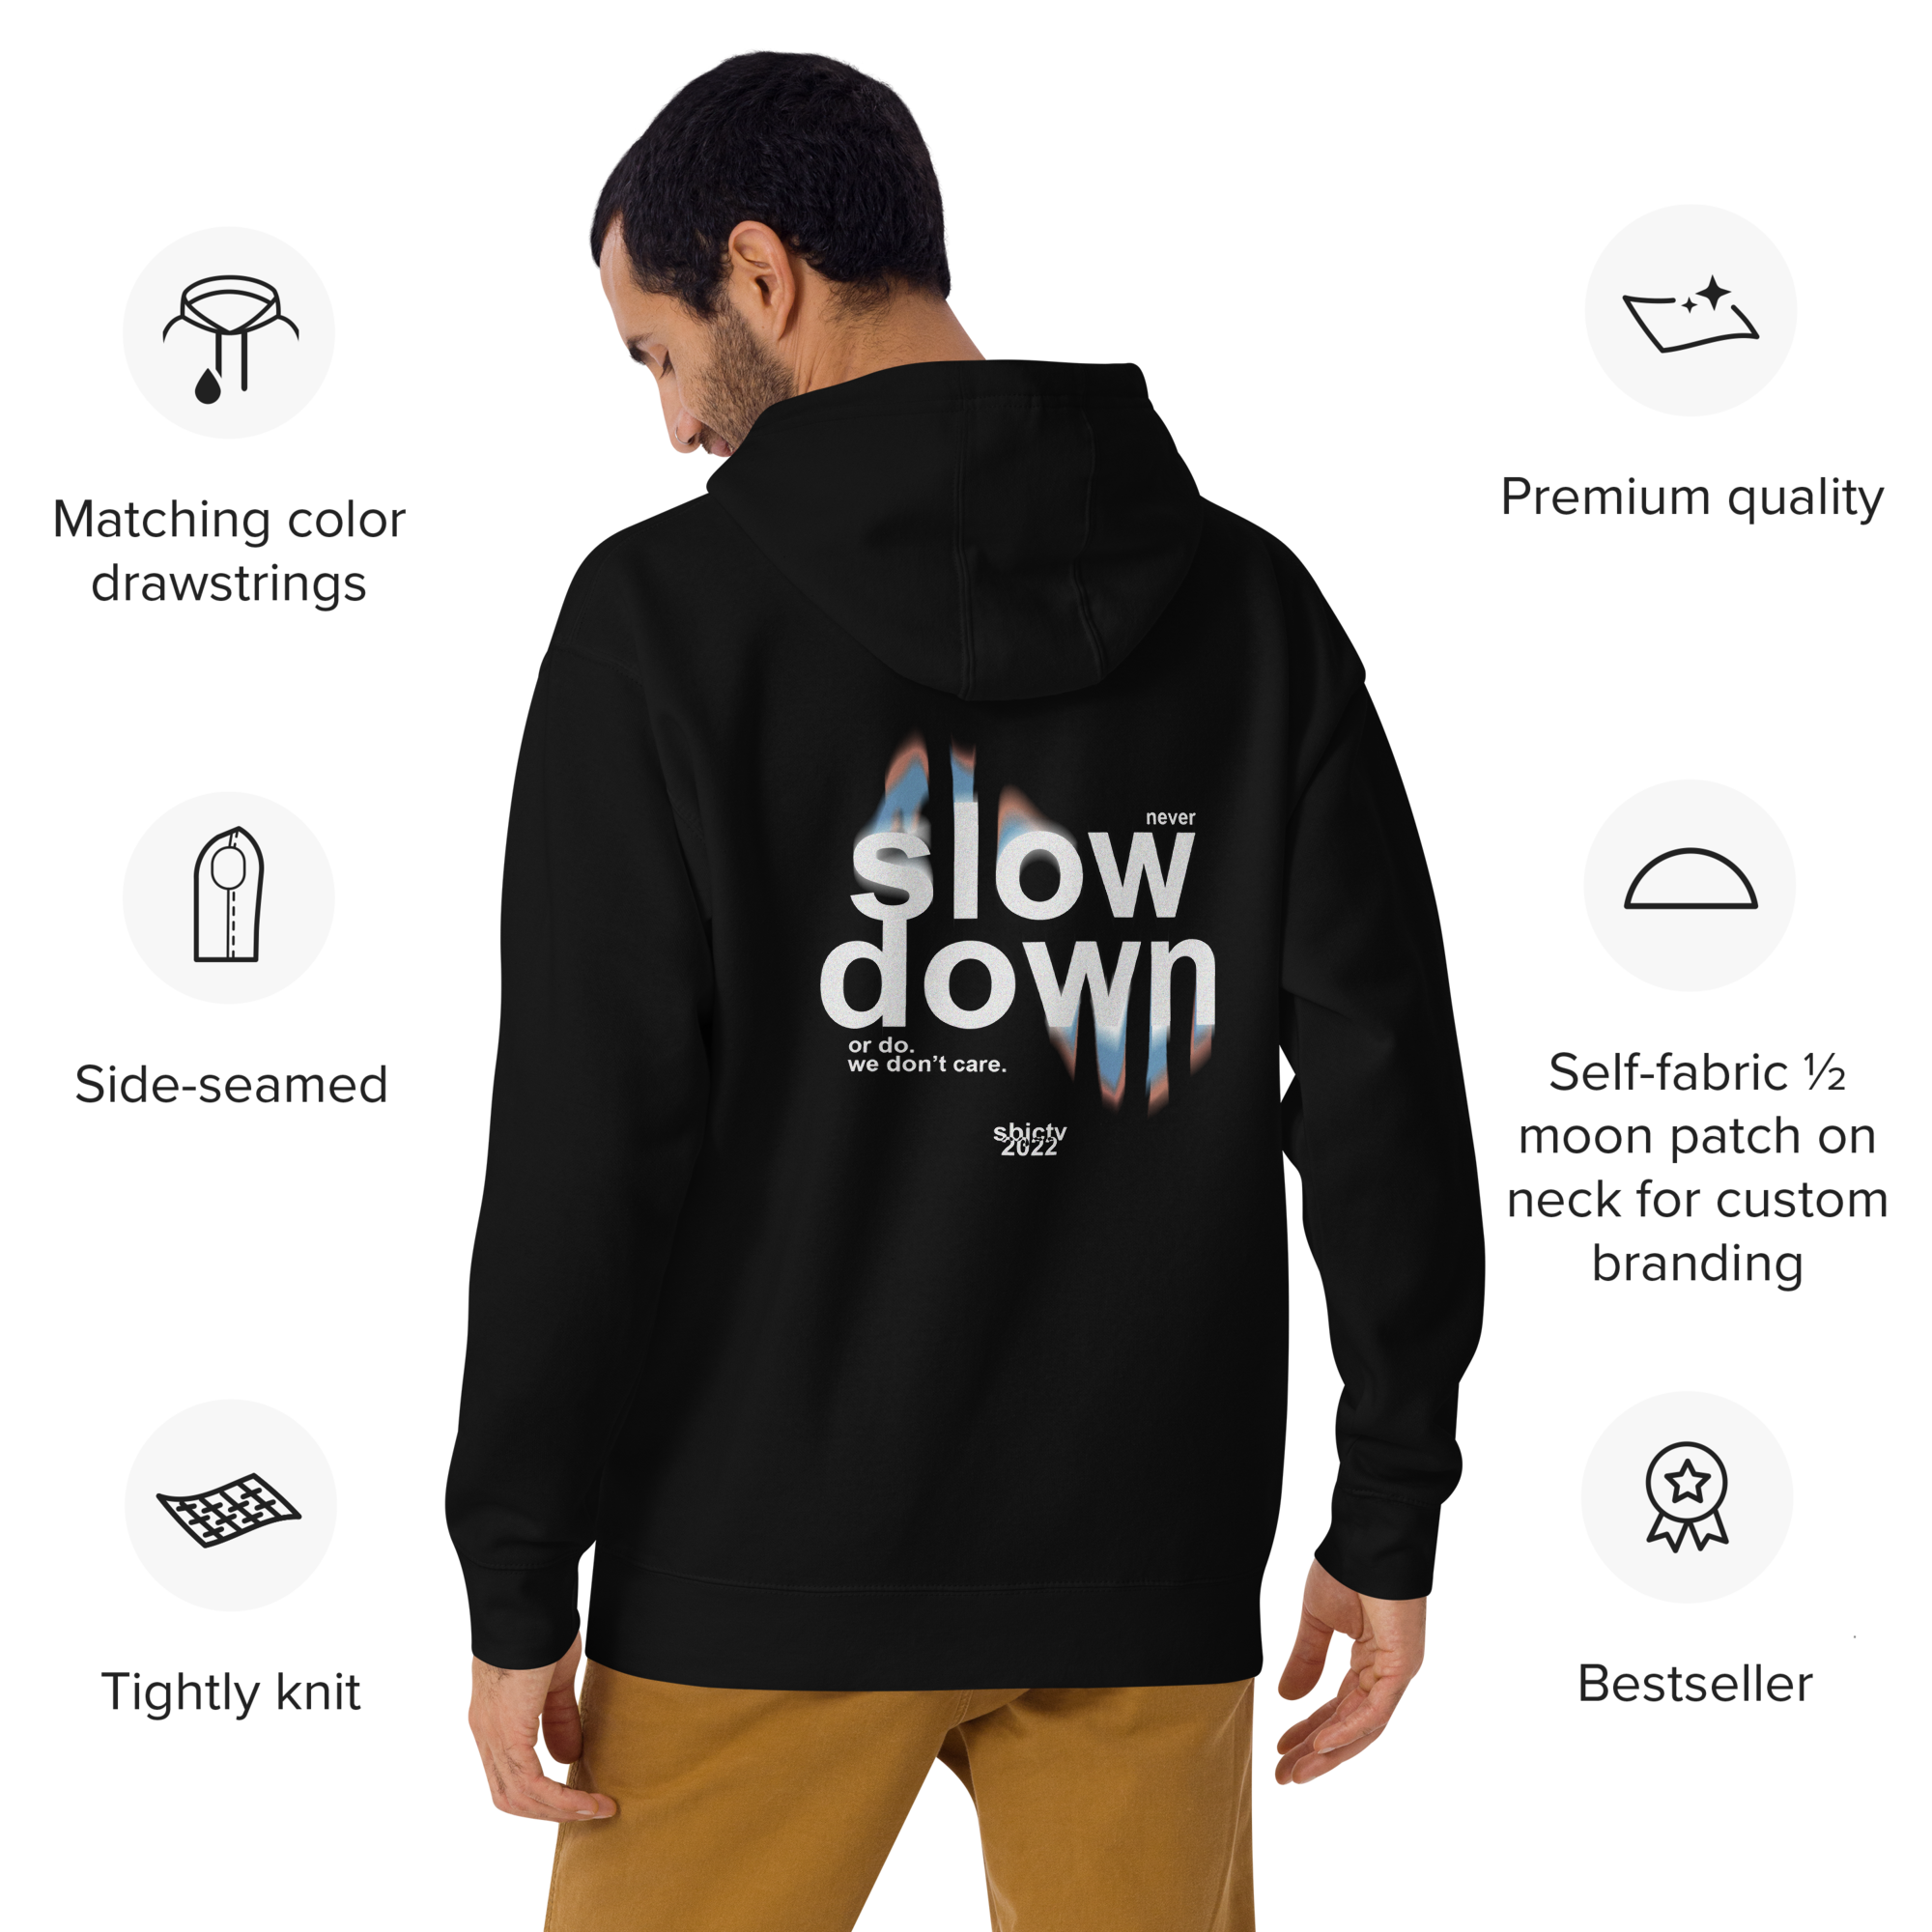 Matching color
drawstrings
Side-seamed
Tightly knit
never
slow
down
or do.
we don’t care.
sbjctv
2022
Premium quality
Self-fabric ½
moon patch on
neck for custom
branding
Bestseller